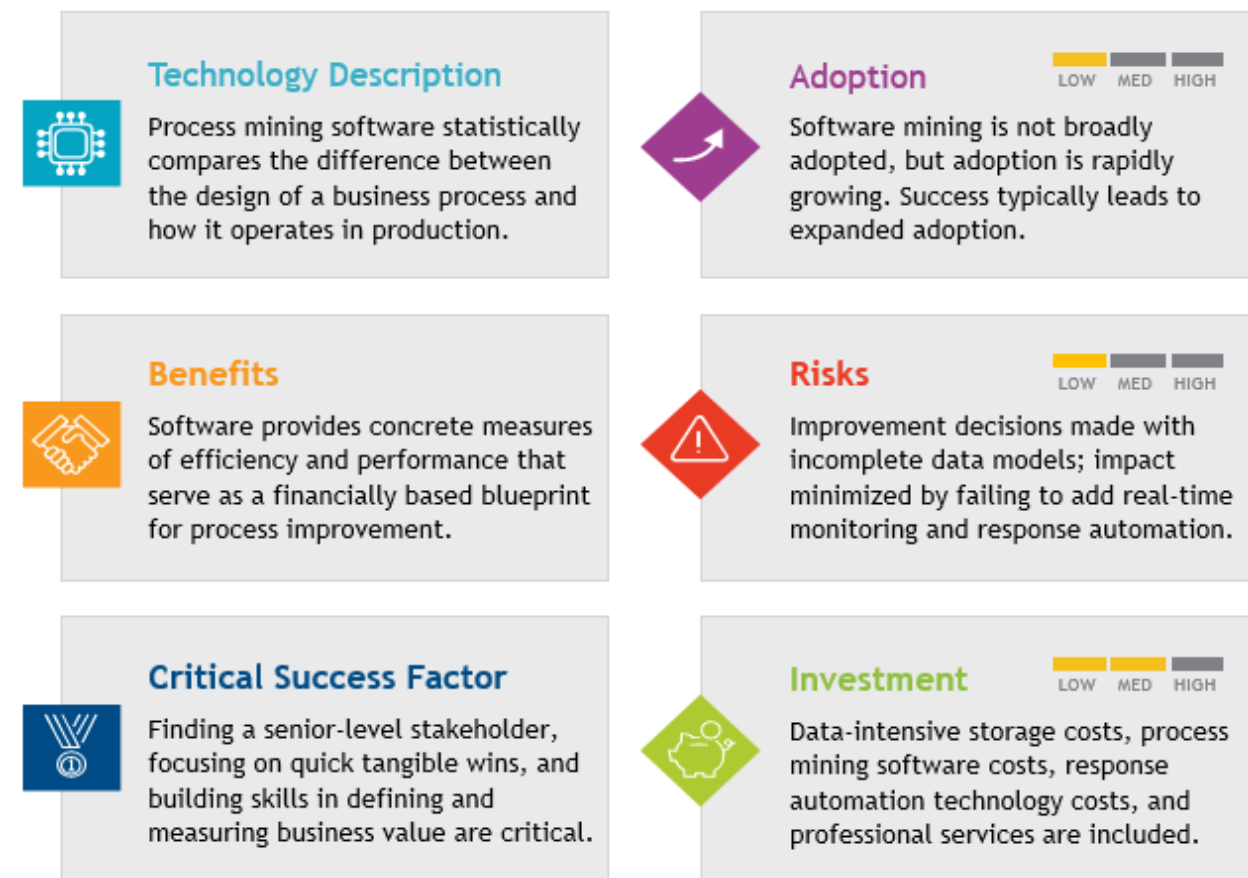 Technology Description
Process mining software statistically
compares the difference between
the design of a business process and
how it operates in production.
Adoption
LOW MED HIGH
Software mining is not broadly
adopted, but adoption is rapidly
growing. Success typically leads to
expanded adoption.
Benefits
Software provides concrete measures
of efficiency and performance that
serve as a financially based blueprint
for process improvement.
Risks
LOW MED HIGH
Improvement decisions made with
incomplete data models; impact
minimized by failing to add real-time
monitoring and response automation.
Critical Success Factor
1
Finding a senior-level stakeholder,
focusing on quick tangible wins, and
building skills in defining and
measuring business value are critical.
Investment
LOW MED HIGH
Data-intensive storage costs, process
mining software costs, response
automation technology costs, and
professional services are included.